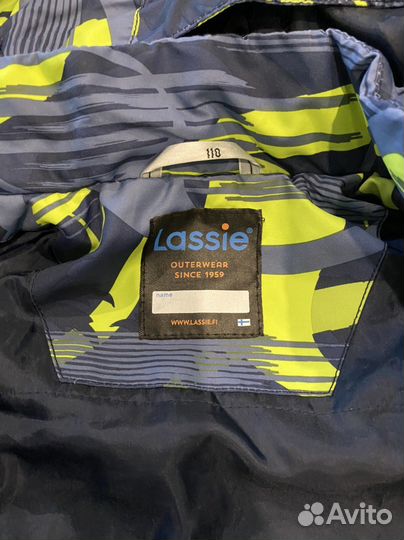 110
Lassie®
OUTERWEAR
SINCE 1959
name
WWW.LASSIE.FI
Avito